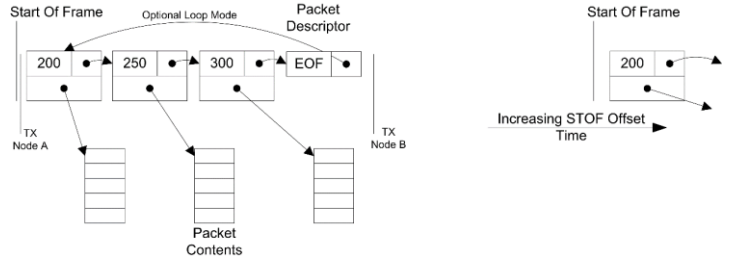 Start Of Frame
Optional Loop Mode
Packet
Descriptor
Start Of Frame
200
250
300
EOF
200
TX
Node A
TX
Node B
Increasing STOF Offset
Time
Packet
Contents